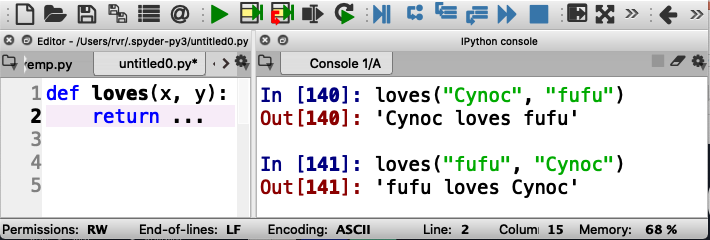 Editor - /Users/rvr/.spyder-py3/untitled0.py
IPython console
temp.py
untitled0.py*
Console 1/A
1 def loves(x, y):
2     return ...
3
4
5
In [140]: loves("Cynoc", "fufu")
Out[140]: 'Cynoc loves fufu'
In [141]: loves("fufu", "Cynoc")
Out[141]: 'fufu loves Cynoc'
Permissions: RW End-of-lines: LF Encoding: ASCII Line: 2 Colum 15 Memory: 68 %